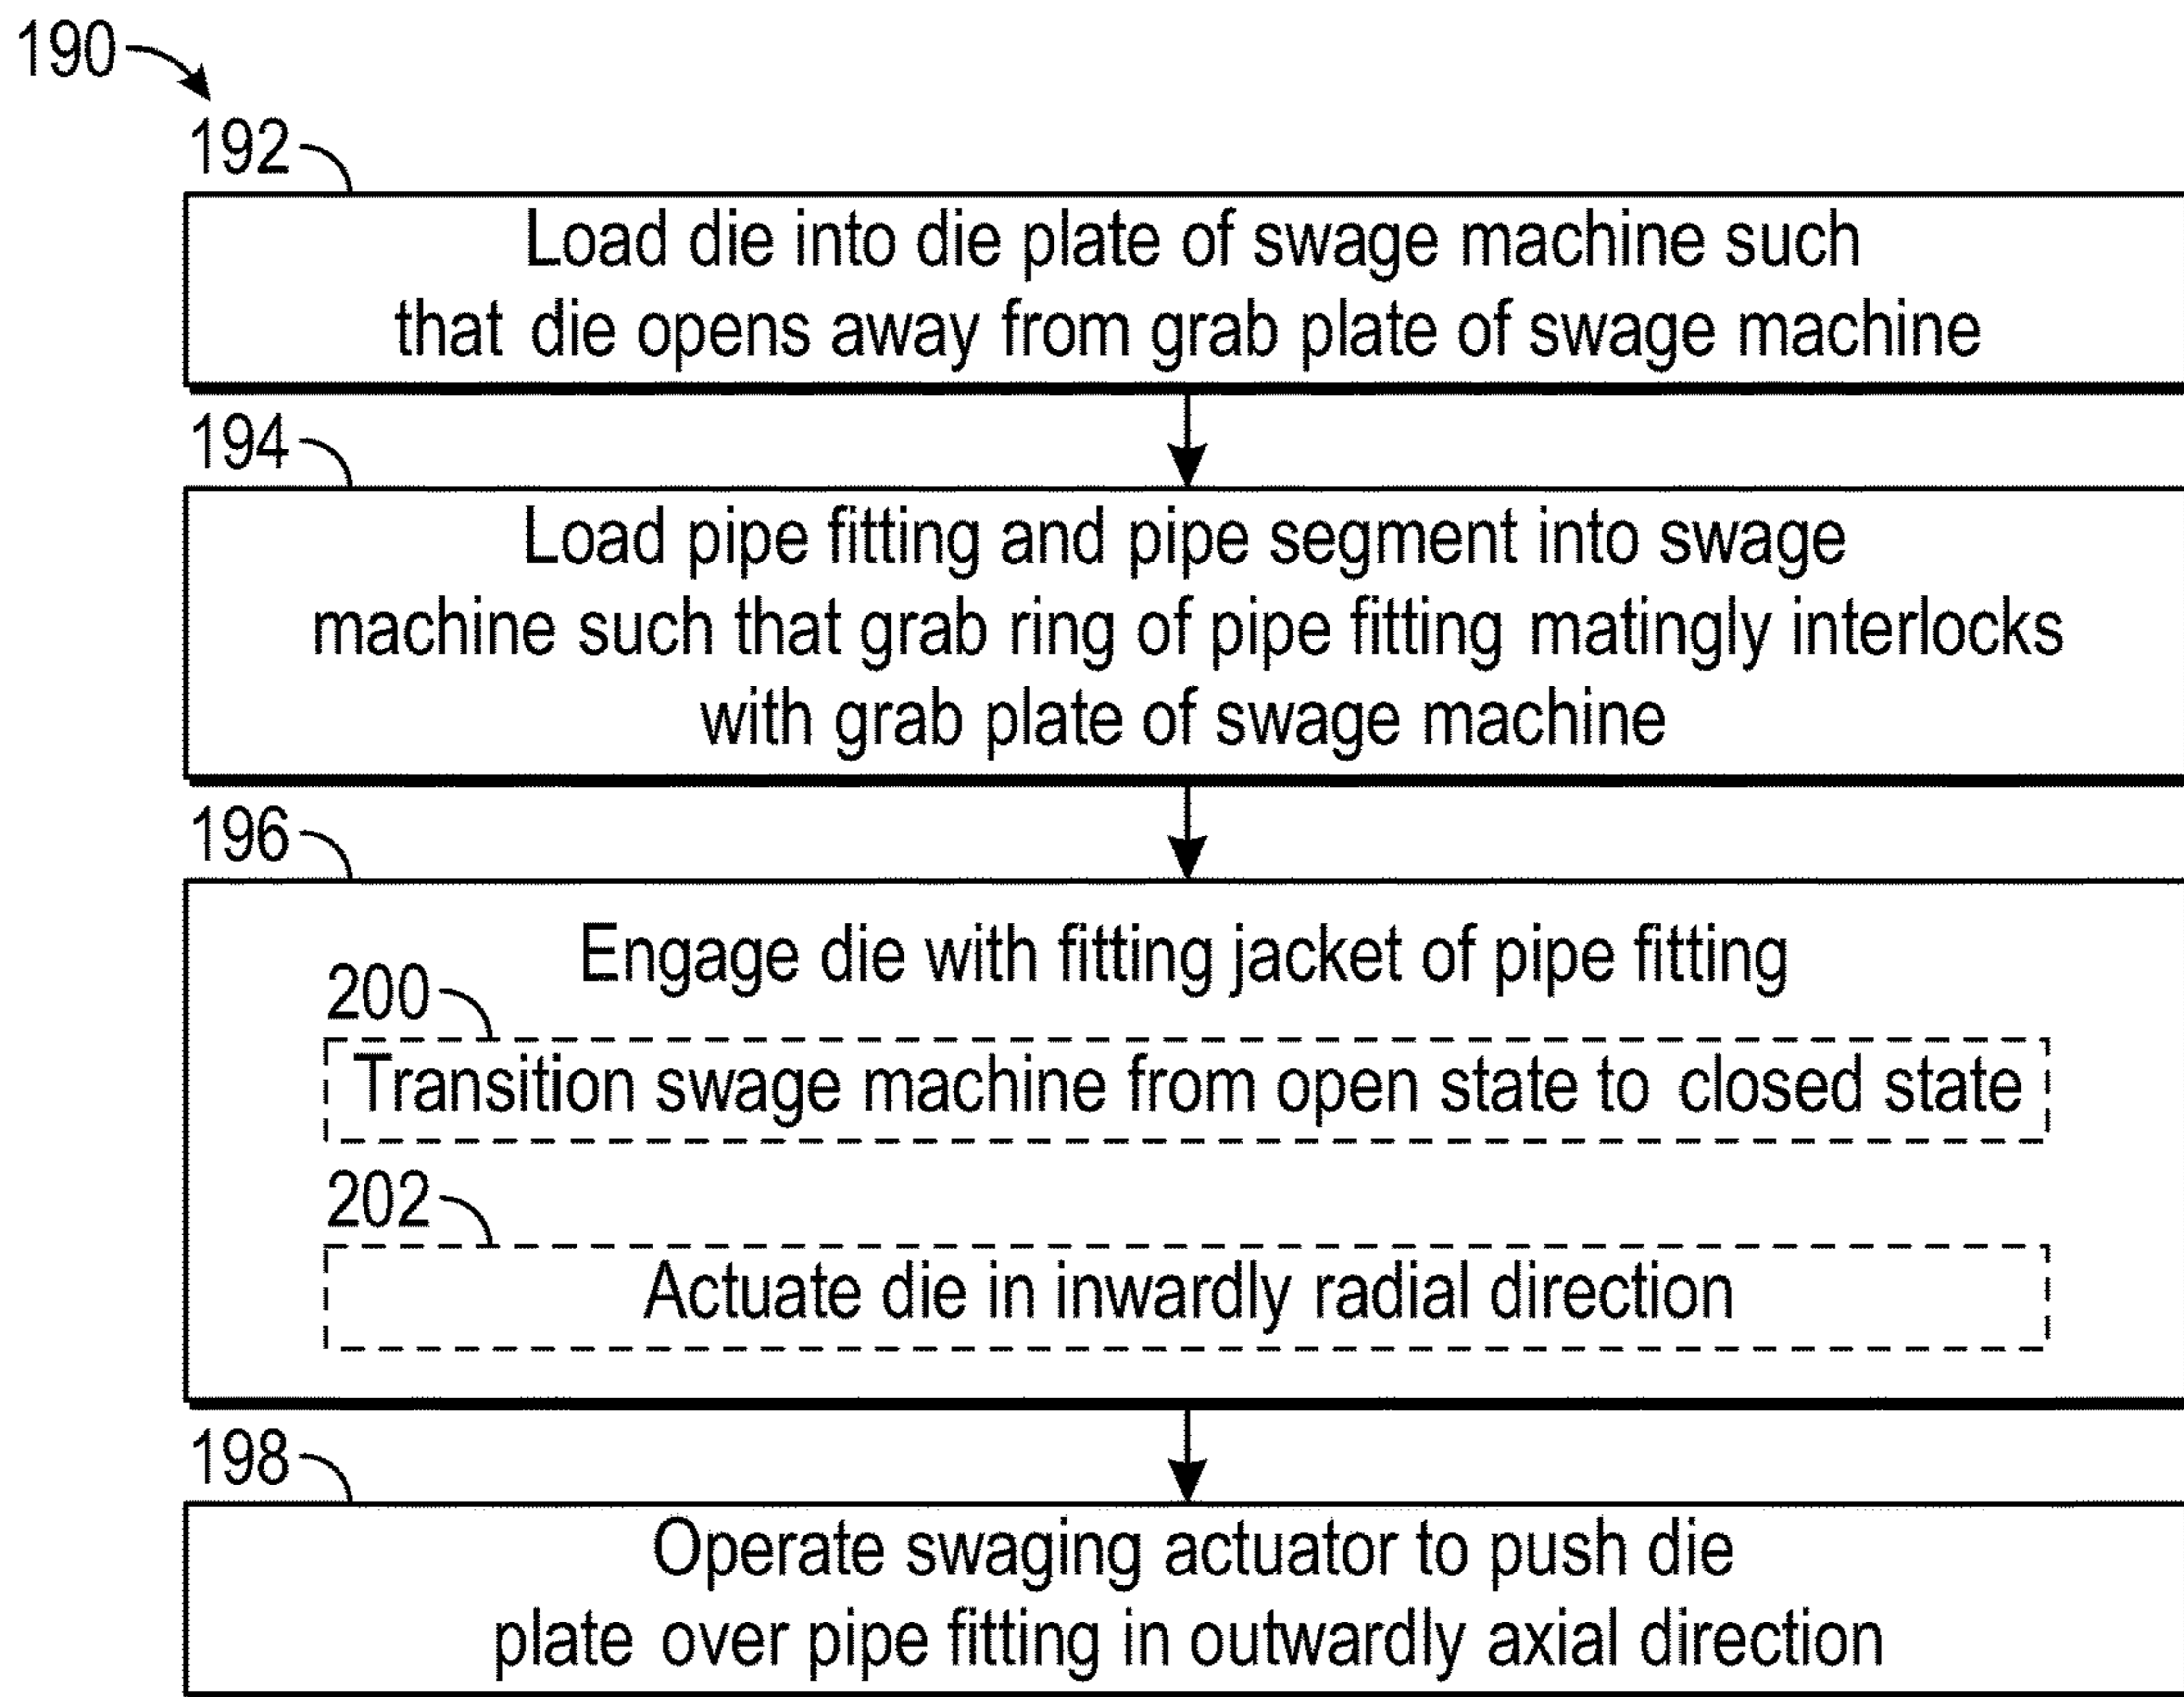 190
192
Load die into die plate of swage machine such
that die opens away from grab plate of swage machine
194
Load pipe fitting and pipe segment into swage
machine such that grab ring of pipe fitting matingly interlocks
with grab plate of swage machine
196
Engage die with fitting jacket of pipe fitting
200
Transition swage machine from open state to closed state
202
Actuate die in inwardly radial direction
198
Operate swaging actuator to push die
plate over pipe fitting in outwardly axial direction